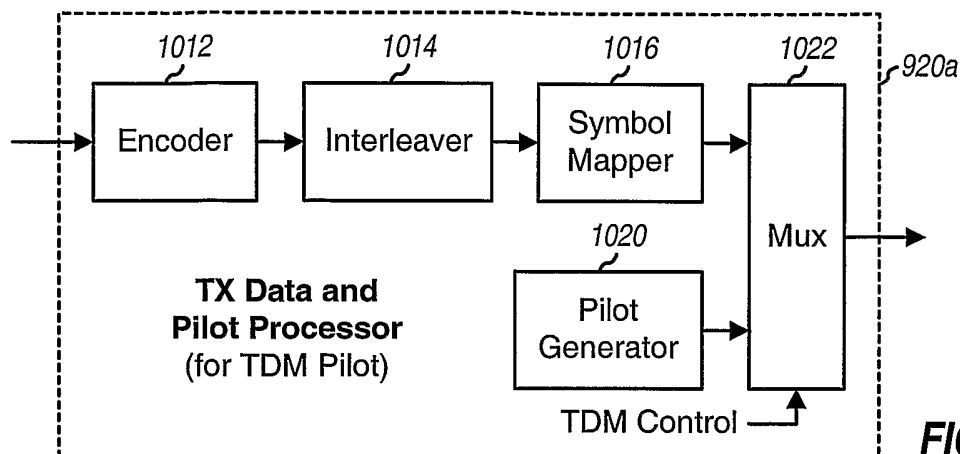 1012
1014
1016
1022
920a
Encoder
Interleaver
Symbol
Mapper
Mux
1020
Pilot
Generator
TX Data and
Pilot Processor
(for TDM Pilot)
TDM Control